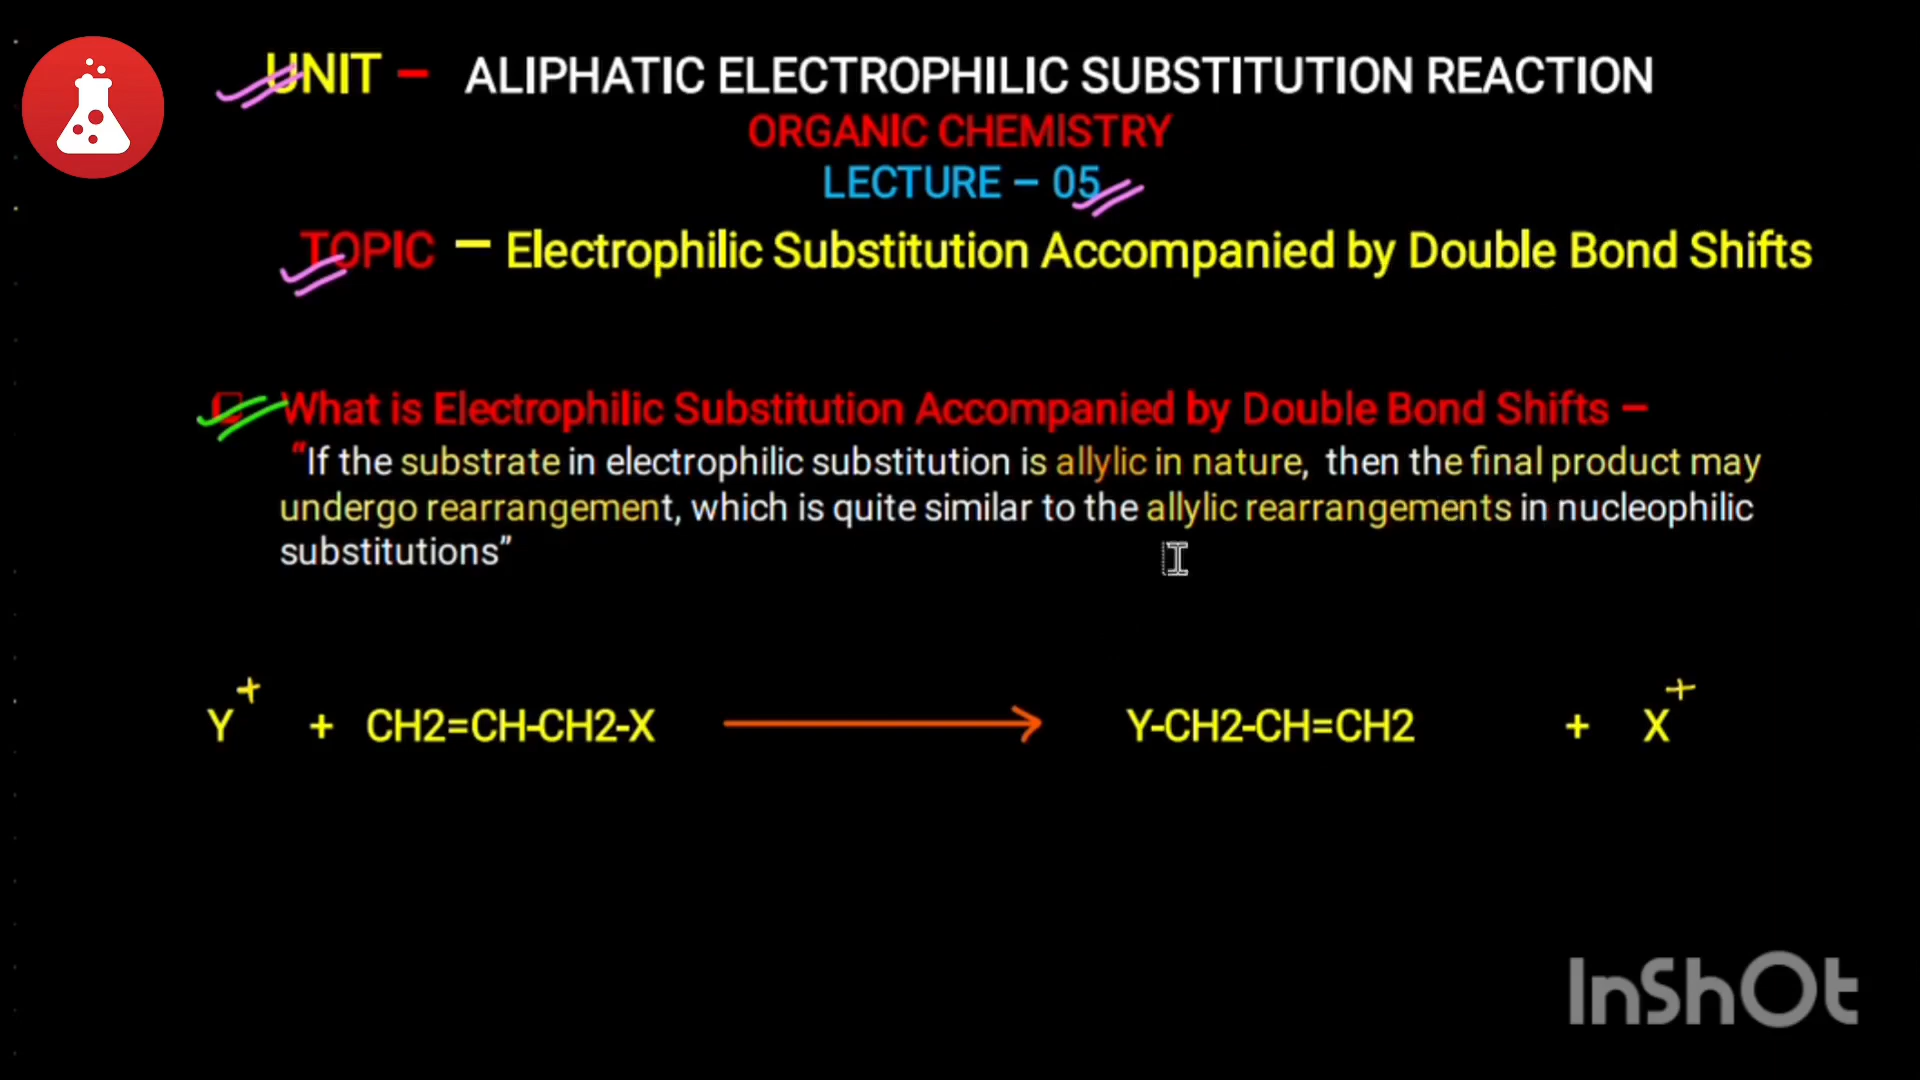 UNIT – ALIPHATIC ELECTROPHILIC SUBSTITUTION REACTION
ORGANIC CHEMISTRY
LECTURE – 05
TOPIC – Electrophilic Substitution Accompanied by Double Bond Shifts
What is Electrophilic Substitution Accompanied by Double Bond Shifts –
“If the substrate in electrophilic substitution is allylic in nature, then the final product may
undergo rearrangement, which is quite similar to the allylic rearrangements in nucleophilic
substitutions”
Y+ + CH2=CH-CH2-X → Y-CH2-CH=CH2 + X+
InShOt